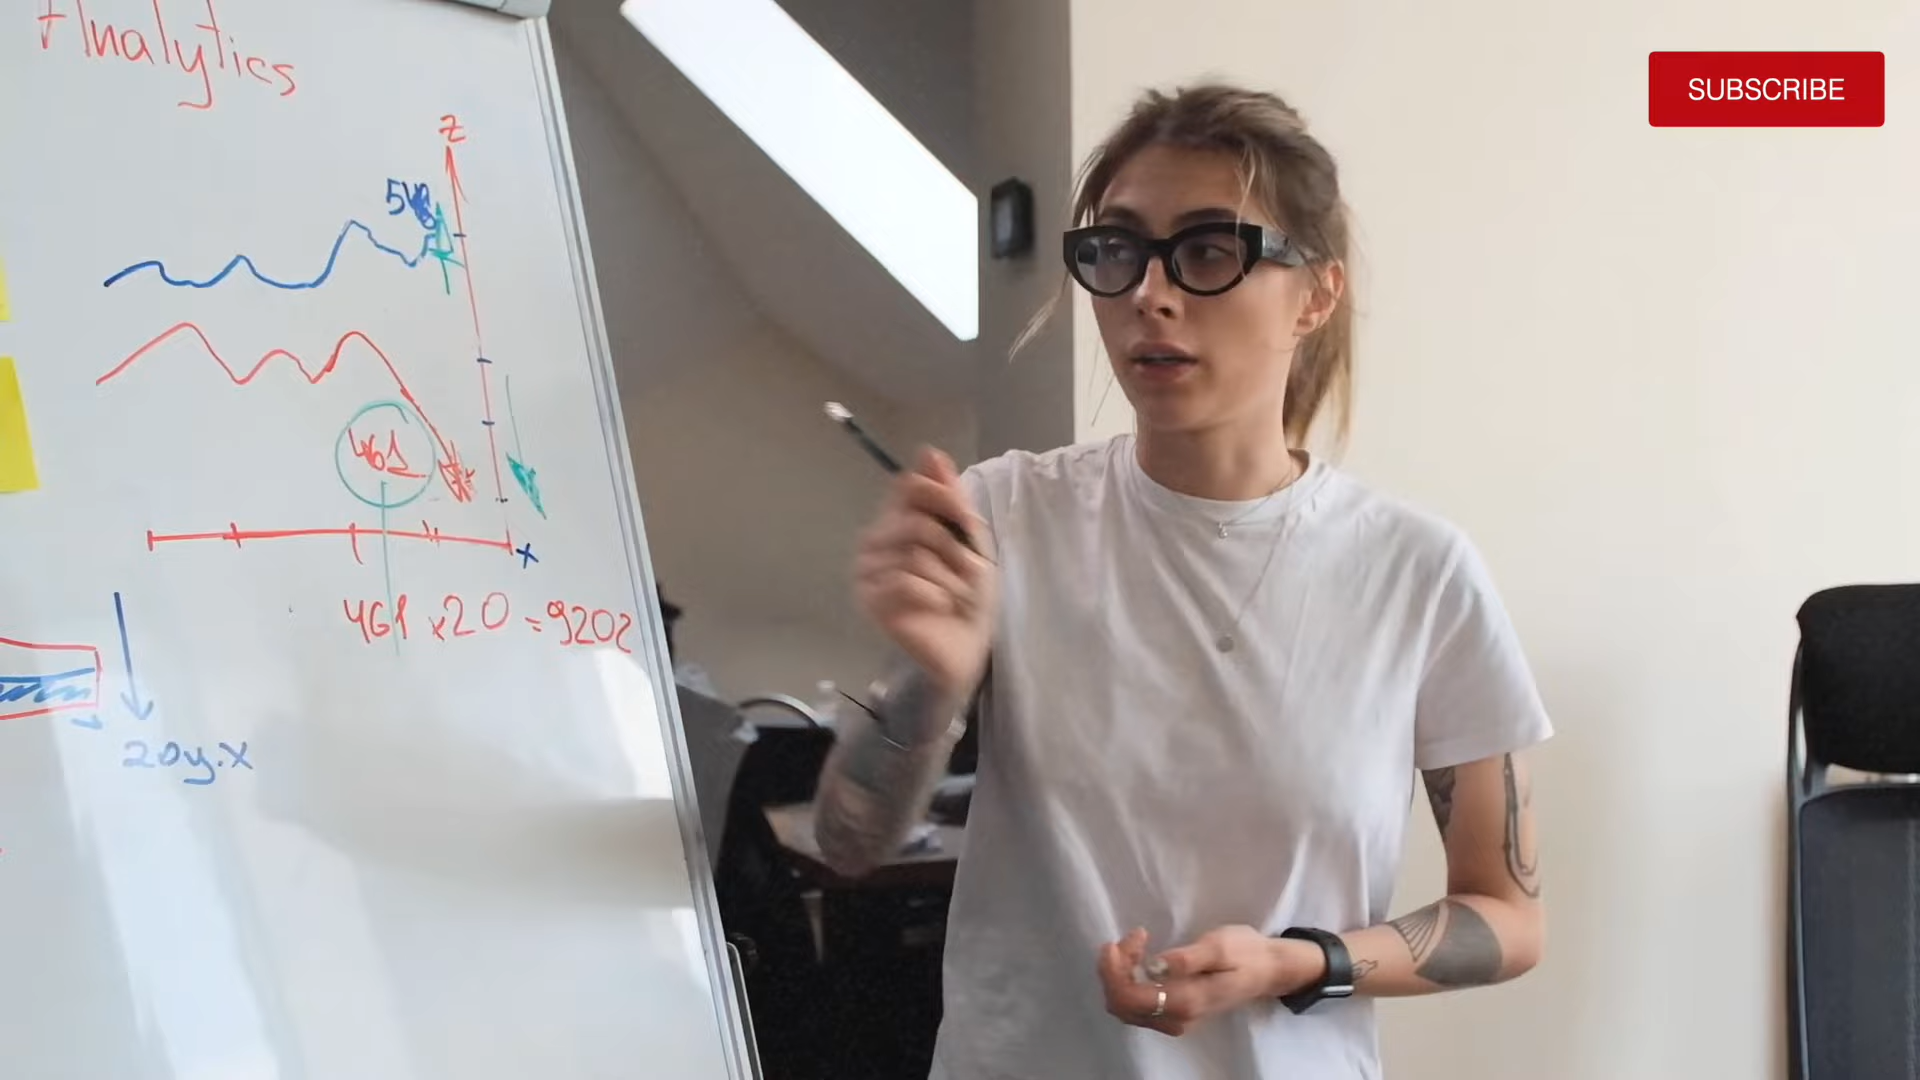 Analytics
SUBSCRIBE
z
461
x
461 x 20 = 9202
20y.x